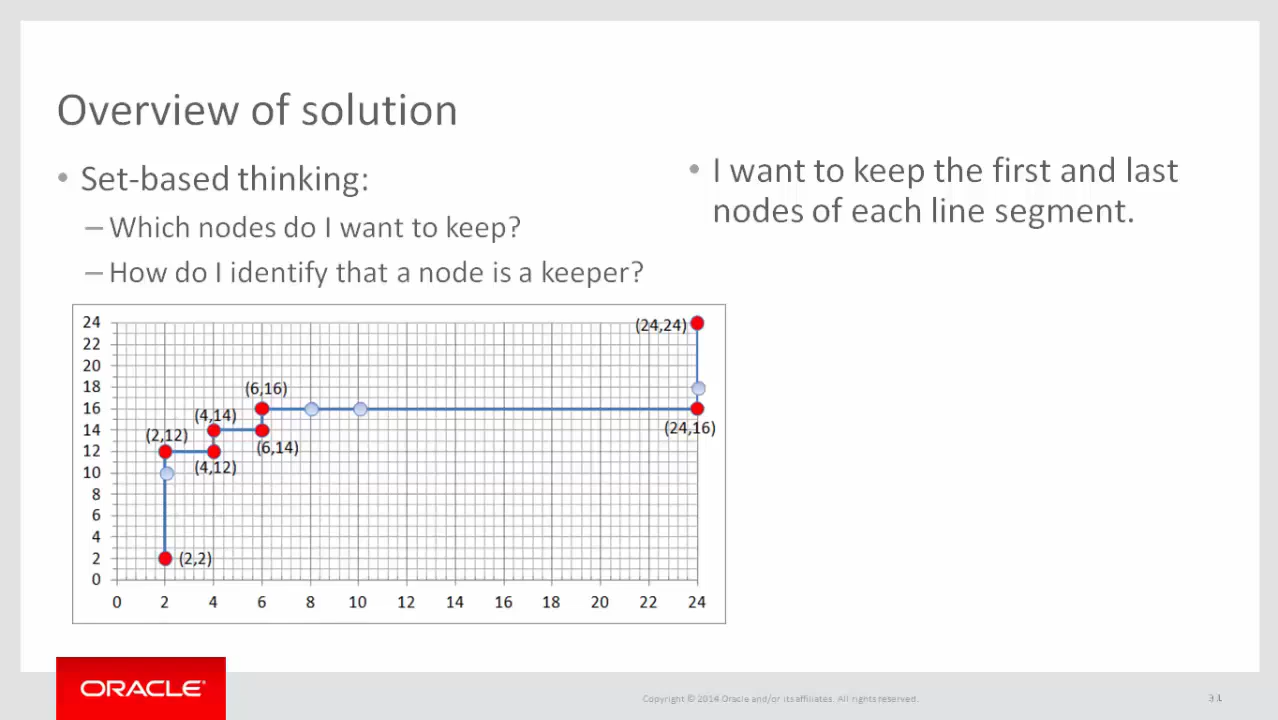 Overview of solution
• Set-based thinking:
– Which nodes do I want to keep?
– How do I identify that a node is a keeper?
• I want to keep the first and last
nodes of each line segment.
24
22
20
18
16
14
12
10
8
6
4
2
0
0 2 4 6 8 10 12 14 16 18 20 22 24
(24,24)
(6,16)
(4,14)
(2,12)
(24,16)
(6,14)
(4,12)
(2,2)
ORACLE
Copyright © 2014 Oracle and/or its affiliates. All rights reserved.